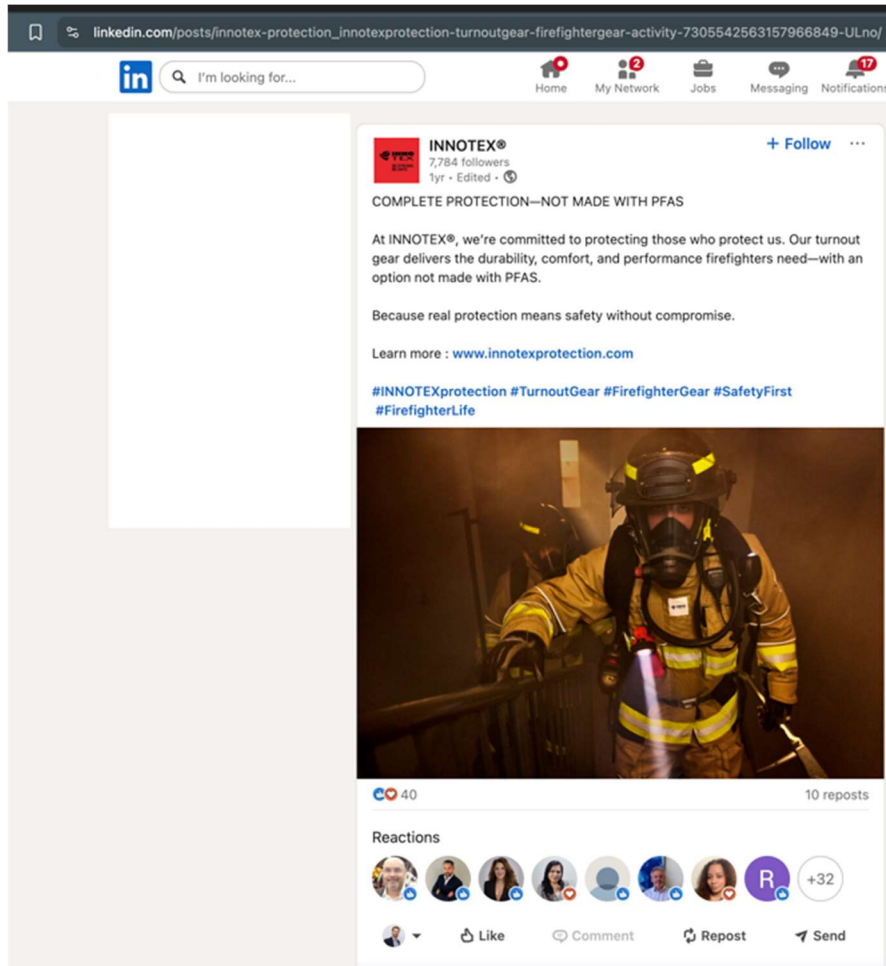 linkedin.com/posts/innotex-protection_innotexprotection-turnoutgear-firefightergear-activity-7305542563157966849-ULno/
in
I'm looking for...
Home
2
My Network
Jobs
Messaging
17
Notifications
INNO
TEX
INNOTEX®
7,784 followers
1yr • Edited •
+ Follow
COMPLETE PROTECTION—NOT MADE WITH PFAS
At INNOTEX®, we're committed to protecting those who protect us. Our turnout
gear delivers the durability, comfort, and performance firefighters need—with an
option not made with PFAS.
Because real protection means safety without compromise.
Learn more : www.innotexprotection.com
#INNOTEXprotection #TurnoutGear #FirefighterGear #SafetyFirst
#FirefighterLife
40
10 reposts
Reactions
R
+32
Like
Comment
Repost
Send